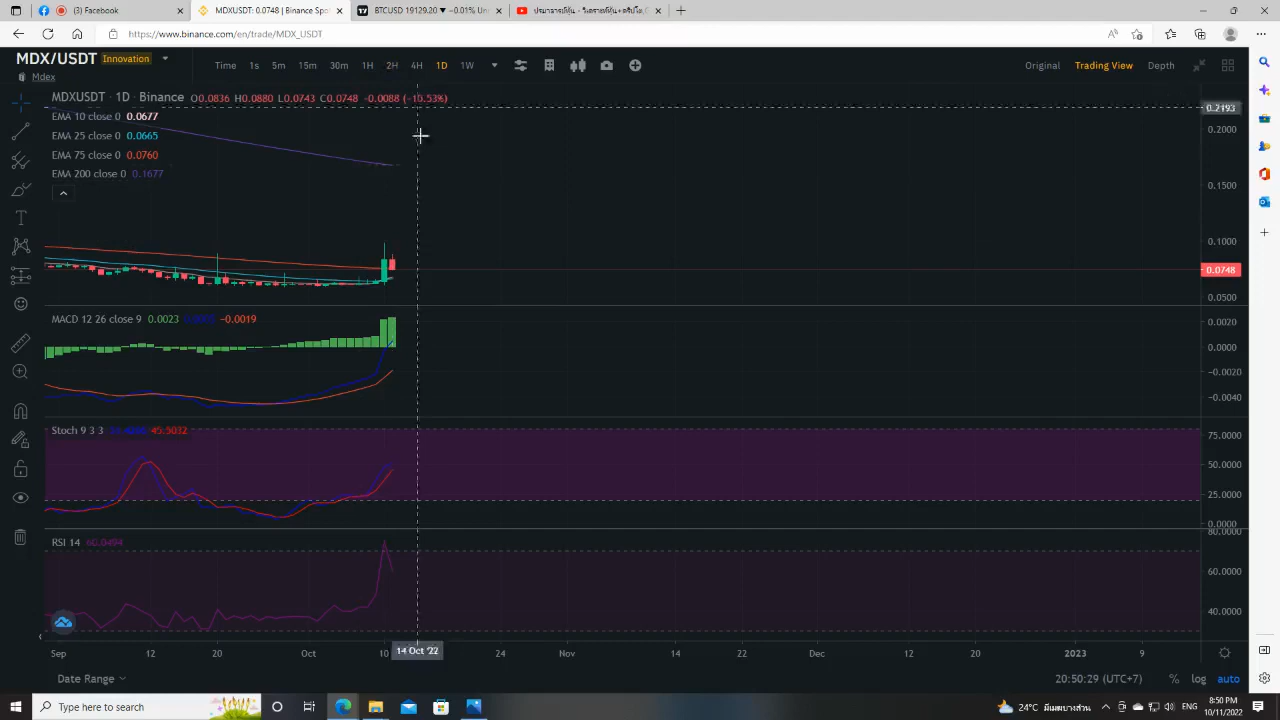 (3) Facebook
MDXUSDT: 0.0748 | Binance Spo
BTCUSD 19129.20 ▼ −0.01% Un
https://www.binance.com/en/trade/MDX_USDT
MDX/USDT Innovation
Mdex
Time 1s 5m 15m 30m 1H 2H 4H 1D 1W
Original Trading View Depth
MDXUSDT · 1D · Binance O0.0836 H0.0880 L0.0743 C0.0748 -0.0088 (-10.53%)
EMA 10 close 0 0.0677
EMA 25 close 0 0.0665
EMA 75 close 0 0.0760
EMA 200 close 0 0.1677
0.2193
0.2000
0.1500
0.1000
0.0748
0.0500
MACD 12 26 close 9 0.0023 −0.0019
0.0020
0.0000
−0.0020
−0.0040
Stoch 9 3 3 45.5032
75.0000
50.0000
25.0000
0.0000
RSI 14 60.0494
80.0000
60.0000
40.0000
Sep 12 20 Oct 10 14 Oct '22 24 Nov 14 22 Dec 12 20 2023 9
Date Range
20:50:29 (UTC+7) % log auto
Type here to search
24°C
ENG
8:50 PM
10/11/2022